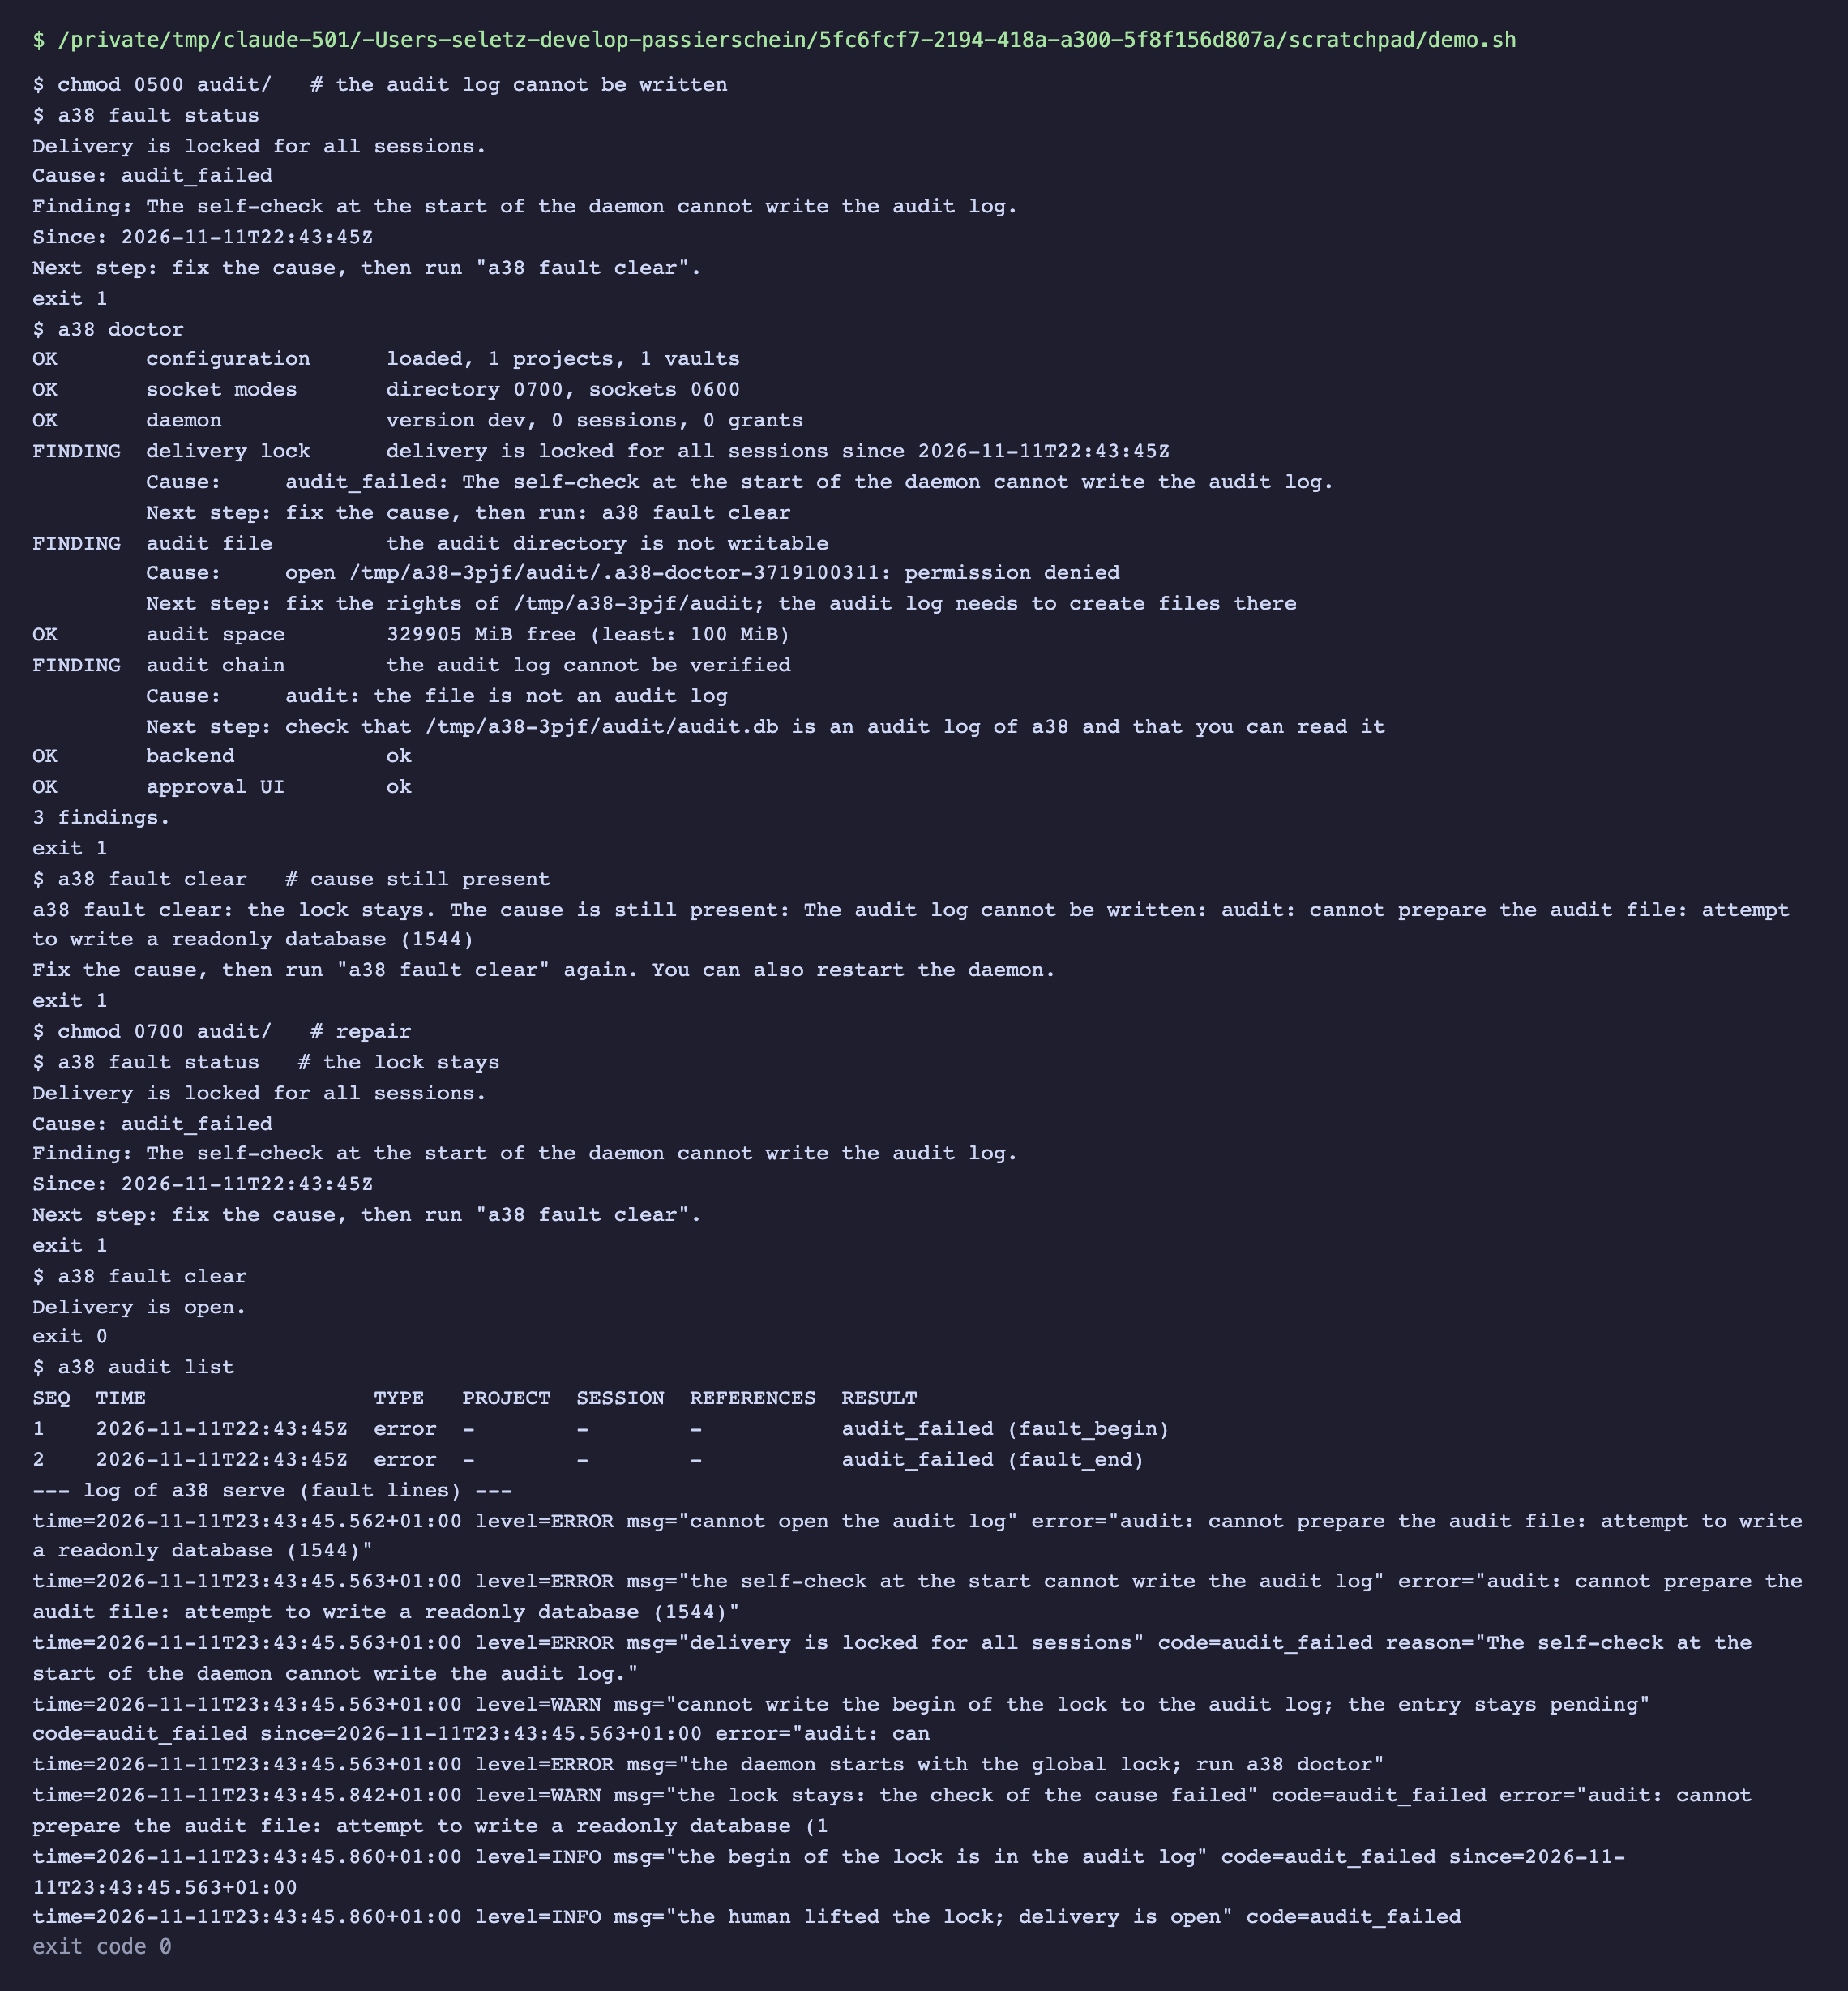 $ /private/tmp/claude-501/-Users-seletz-develop-passierschein/5fc6fcf7-2194-418a-a300-5f8f156d807a/scratchpad/demo.sh
$ chmod 0500 audit/   # the audit log cannot be written
$ a38 fault status
Delivery is locked for all sessions.
Cause: audit_failed
Finding: The self-check at the start of the daemon cannot write the audit log.
Since: 2026-11-11T22:43:45Z
Next step: fix the cause, then run "a38 fault clear".
exit 1
$ a38 doctor
OK       configuration      loaded, 1 projects, 1 vaults
OK       socket modes       directory 0700, sockets 0600
OK       daemon             version dev, 0 sessions, 0 grants
FINDING  delivery lock      delivery is locked for all sessions since 2026-11-11T22:43:45Z
         Cause:     audit_failed: The self-check at the start of the daemon cannot write the audit log.
         Next step: fix the cause, then run: a38 fault clear
FINDING  audit file         the audit directory is not writable
         Cause:     open /tmp/a38-3pjf/audit/.a38-doctor-3719100311: permission denied
         Next step: fix the rights of /tmp/a38-3pjf/audit; the audit log needs to create files there
OK       audit space        329905 MiB free (least: 100 MiB)
FINDING  audit chain        the audit log cannot be verified
         Cause:     audit: the file is not an audit log
         Next step: check that /tmp/a38-3pjf/audit/audit.db is an audit log of a38 and that you can read it
OK       backend            ok
OK       approval UI        ok
3 findings.
exit 1
$ a38 fault clear   # cause still present
a38 fault clear: the lock stays. The cause is still present: The audit log cannot be written: audit: cannot prepare the audit file: attempt
to write a readonly database (1544)
Fix the cause, then run "a38 fault clear" again. You can also restart the daemon.
exit 1
$ chmod 0700 audit/   # repair
$ a38 fault status   # the lock stays
Delivery is locked for all sessions.
Cause: audit_failed
Finding: The self-check at the start of the daemon cannot write the audit log.
Since: 2026-11-11T22:43:45Z
Next step: fix the cause, then run "a38 fault clear".
exit 1
$ a38 fault clear
Delivery is open.
exit 0
$ a38 audit list
SEQ  TIME                  TYPE   PROJECT  SESSION  REFERENCES  RESULT
1    2026-11-11T22:43:45Z  error  -        -        -           audit_failed (fault_begin)
2    2026-11-11T22:43:45Z  error  -        -        -           audit_failed (fault_end)
--- log of a38 serve (fault lines) ---
time=2026-11-11T23:43:45.562+01:00 level=ERROR msg="cannot open the audit log" error="audit: cannot prepare the audit file: attempt to write
a readonly database (1544)"
time=2026-11-11T23:43:45.563+01:00 level=ERROR msg="the self-check at the start cannot write the audit log" error="audit: cannot prepare the
audit file: attempt to write a readonly database (1544)"
time=2026-11-11T23:43:45.563+01:00 level=ERROR msg="delivery is locked for all sessions" code=audit_failed reason="The self-check at the
start of the daemon cannot write the audit log."
time=2026-11-11T23:43:45.563+01:00 level=WARN msg="cannot write the begin of the lock to the audit log; the entry stays pending"
code=audit_failed since=2026-11-11T23:43:45.563+01:00 error="audit: can
time=2026-11-11T23:43:45.563+01:00 level=ERROR msg="the daemon starts with the global lock; run a38 doctor"
time=2026-11-11T23:43:45.842+01:00 level=WARN msg="the lock stays: the check of the cause failed" code=audit_failed error="audit: cannot
prepare the audit file: attempt to write a readonly database (1
time=2026-11-11T23:43:45.860+01:00 level=INFO msg="the begin of the lock is in the audit log" code=audit_failed since=2026-11-
11T23:43:45.563+01:00
time=2026-11-11T23:43:45.860+01:00 level=INFO msg="the human lifted the lock; delivery is open" code=audit_failed
exit code 0